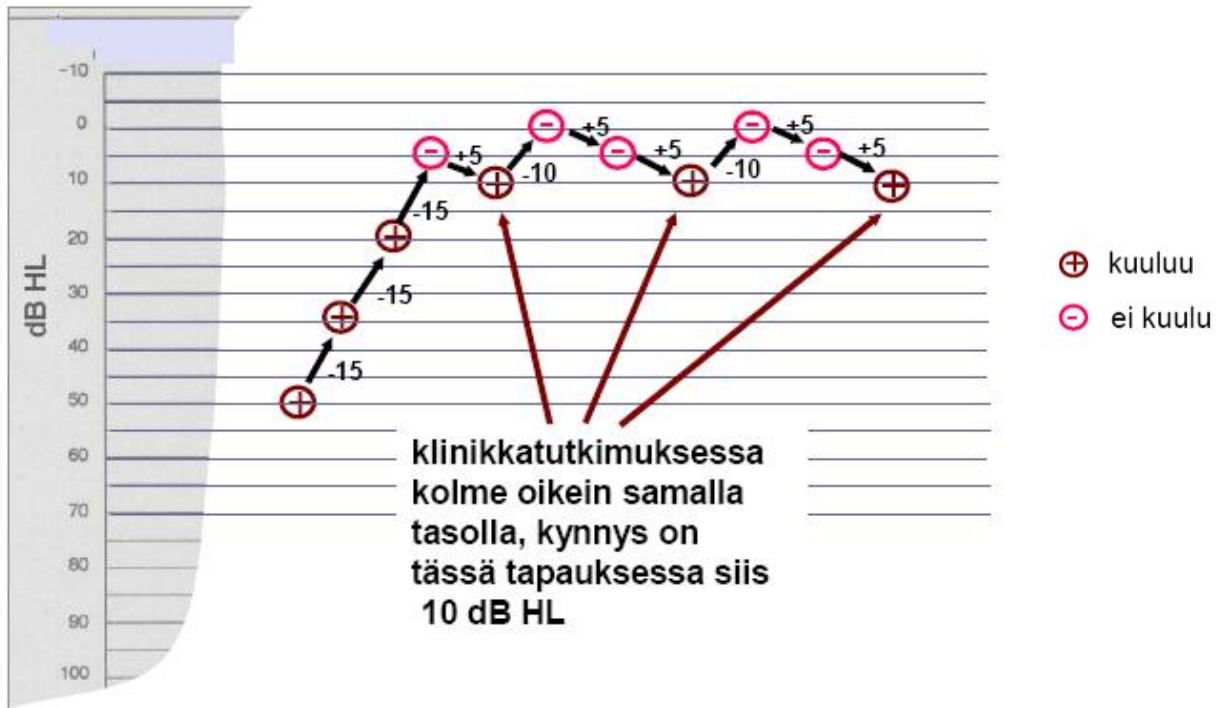 -10
0
10
20
30
40
50
60
70
80
90
100
dB HL
-15
-15
-15
+5
-10
+5
+5
-10
+5
+5
kuuluu
ei kuulu
klinikkatutkimuksessa
kolme oikein samalla
tasolla, kynnys on
tässä tapauksessa siis
10 dB HL